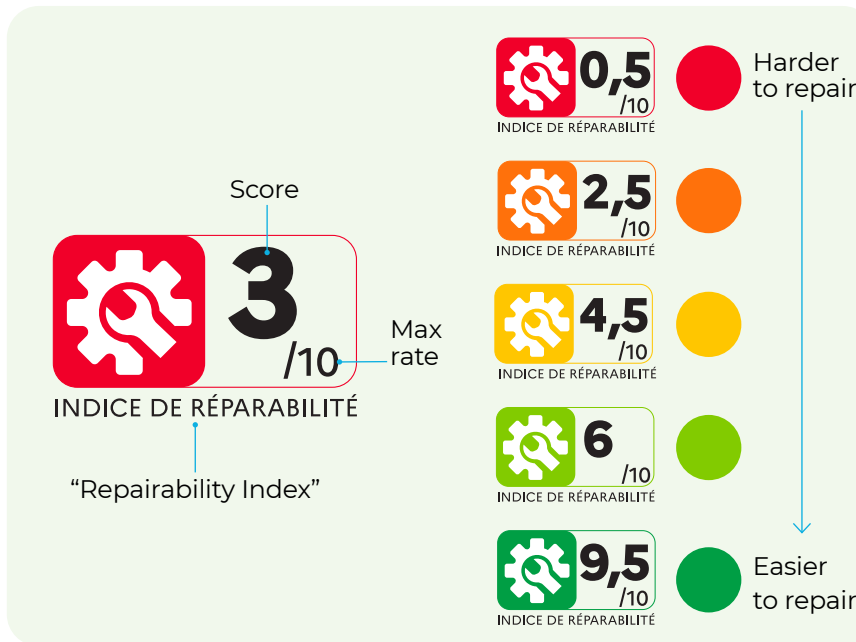 Score
3
/10
Max
rate
INDICE DE RÉPARABILITÉ
“Repairability Index”
0,5
/10
INDICE DE RÉPARABILITÉ
Harder
to repair
2,5
/10
INDICE DE RÉPARABILITÉ
4,5
/10
INDICE DE RÉPARABILITÉ
6
/10
INDICE DE RÉPARABILITÉ
9,5
/10
INDICE DE RÉPARABILITÉ
Easier
to repair